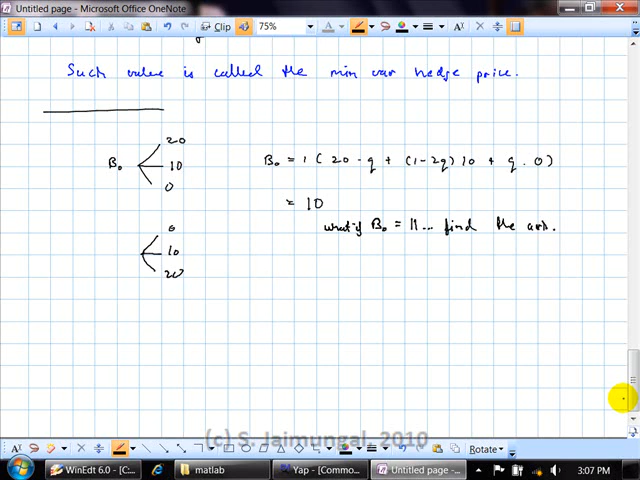 Untitled page - Microsoft Office OneNote
Clip
75%
Such value is called the min var hedge price.
20
B₀ 10
0
B₀ = 1 ( 20 · q + (1-2q) 10 + q · 0 )
= 10
what if B₀ = 11... find the arb.
0
10
20
(c) S. Jaimungal, 2010
Rotate
WinEdt 6.0 - [C:...
matlab
Yap - [Commo...
Untitled page -...
3:07 PM